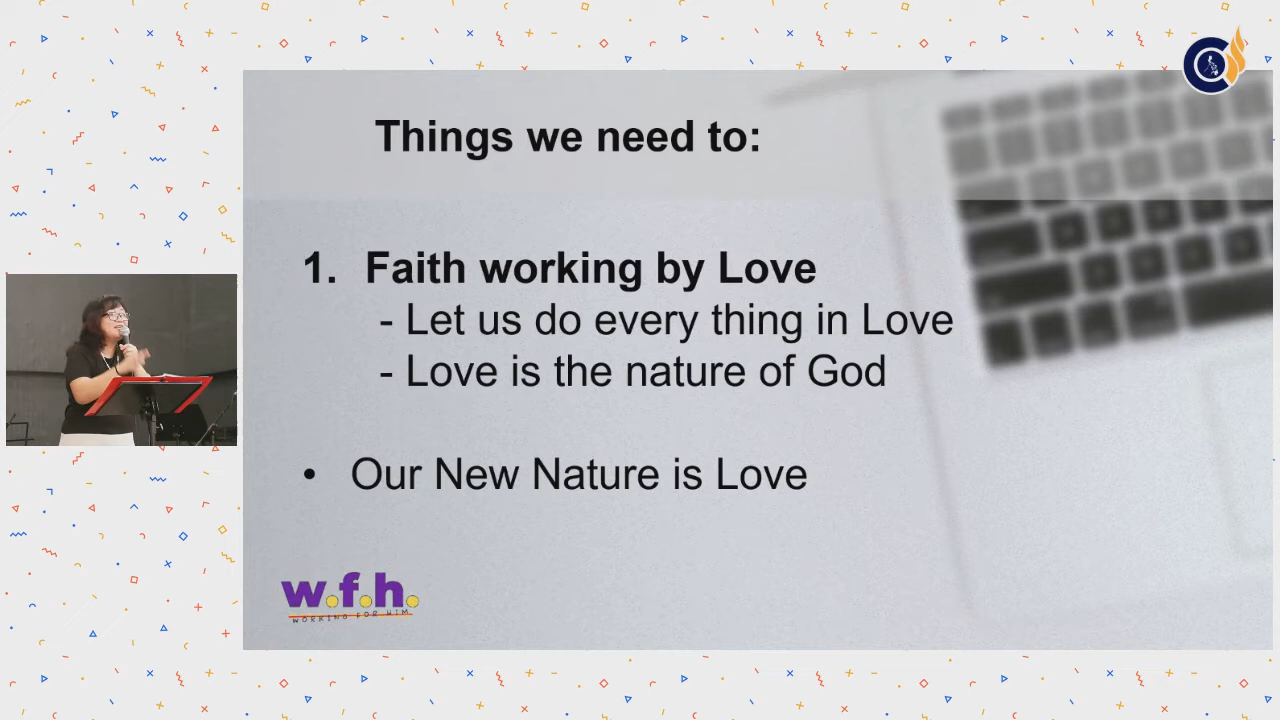 Things we need to:
1. Faith working by Love
- Let us do every thing in Love
- Love is the nature of God
• Our New Nature is Love
w.f.h.
WORKING FOR HIM